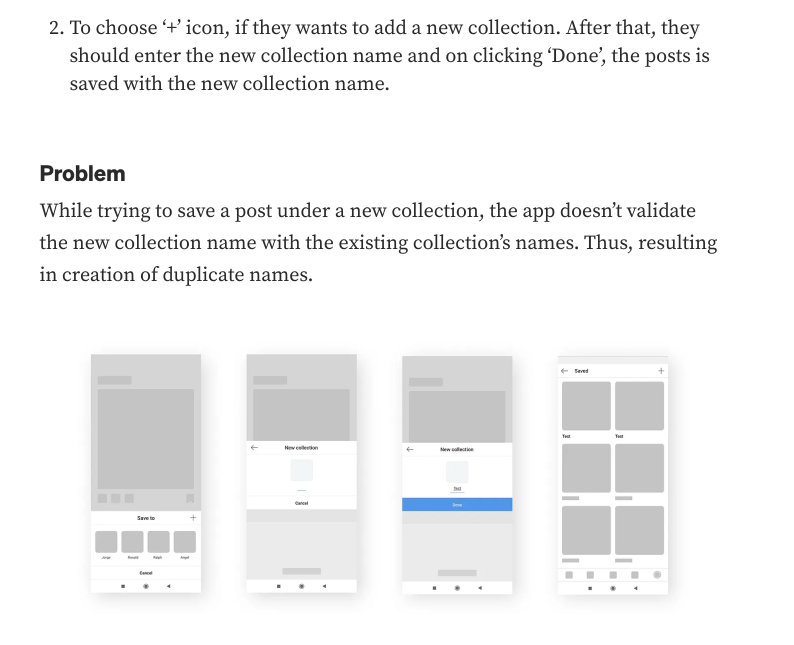 2. To choose ‘+’ icon, if they wants to add a new collection. After that, they
should enter the new collection name and on clicking ‘Done’, the posts is
saved with the new collection name.
Problem
While trying to save a post under a new collection, the app doesn’t validate
the new collection name with the existing collection’s names. Thus, resulting
in creation of duplicate names.
Save to
Cancel
New collection
Cancel
New collection
Test
Saved
Test Test